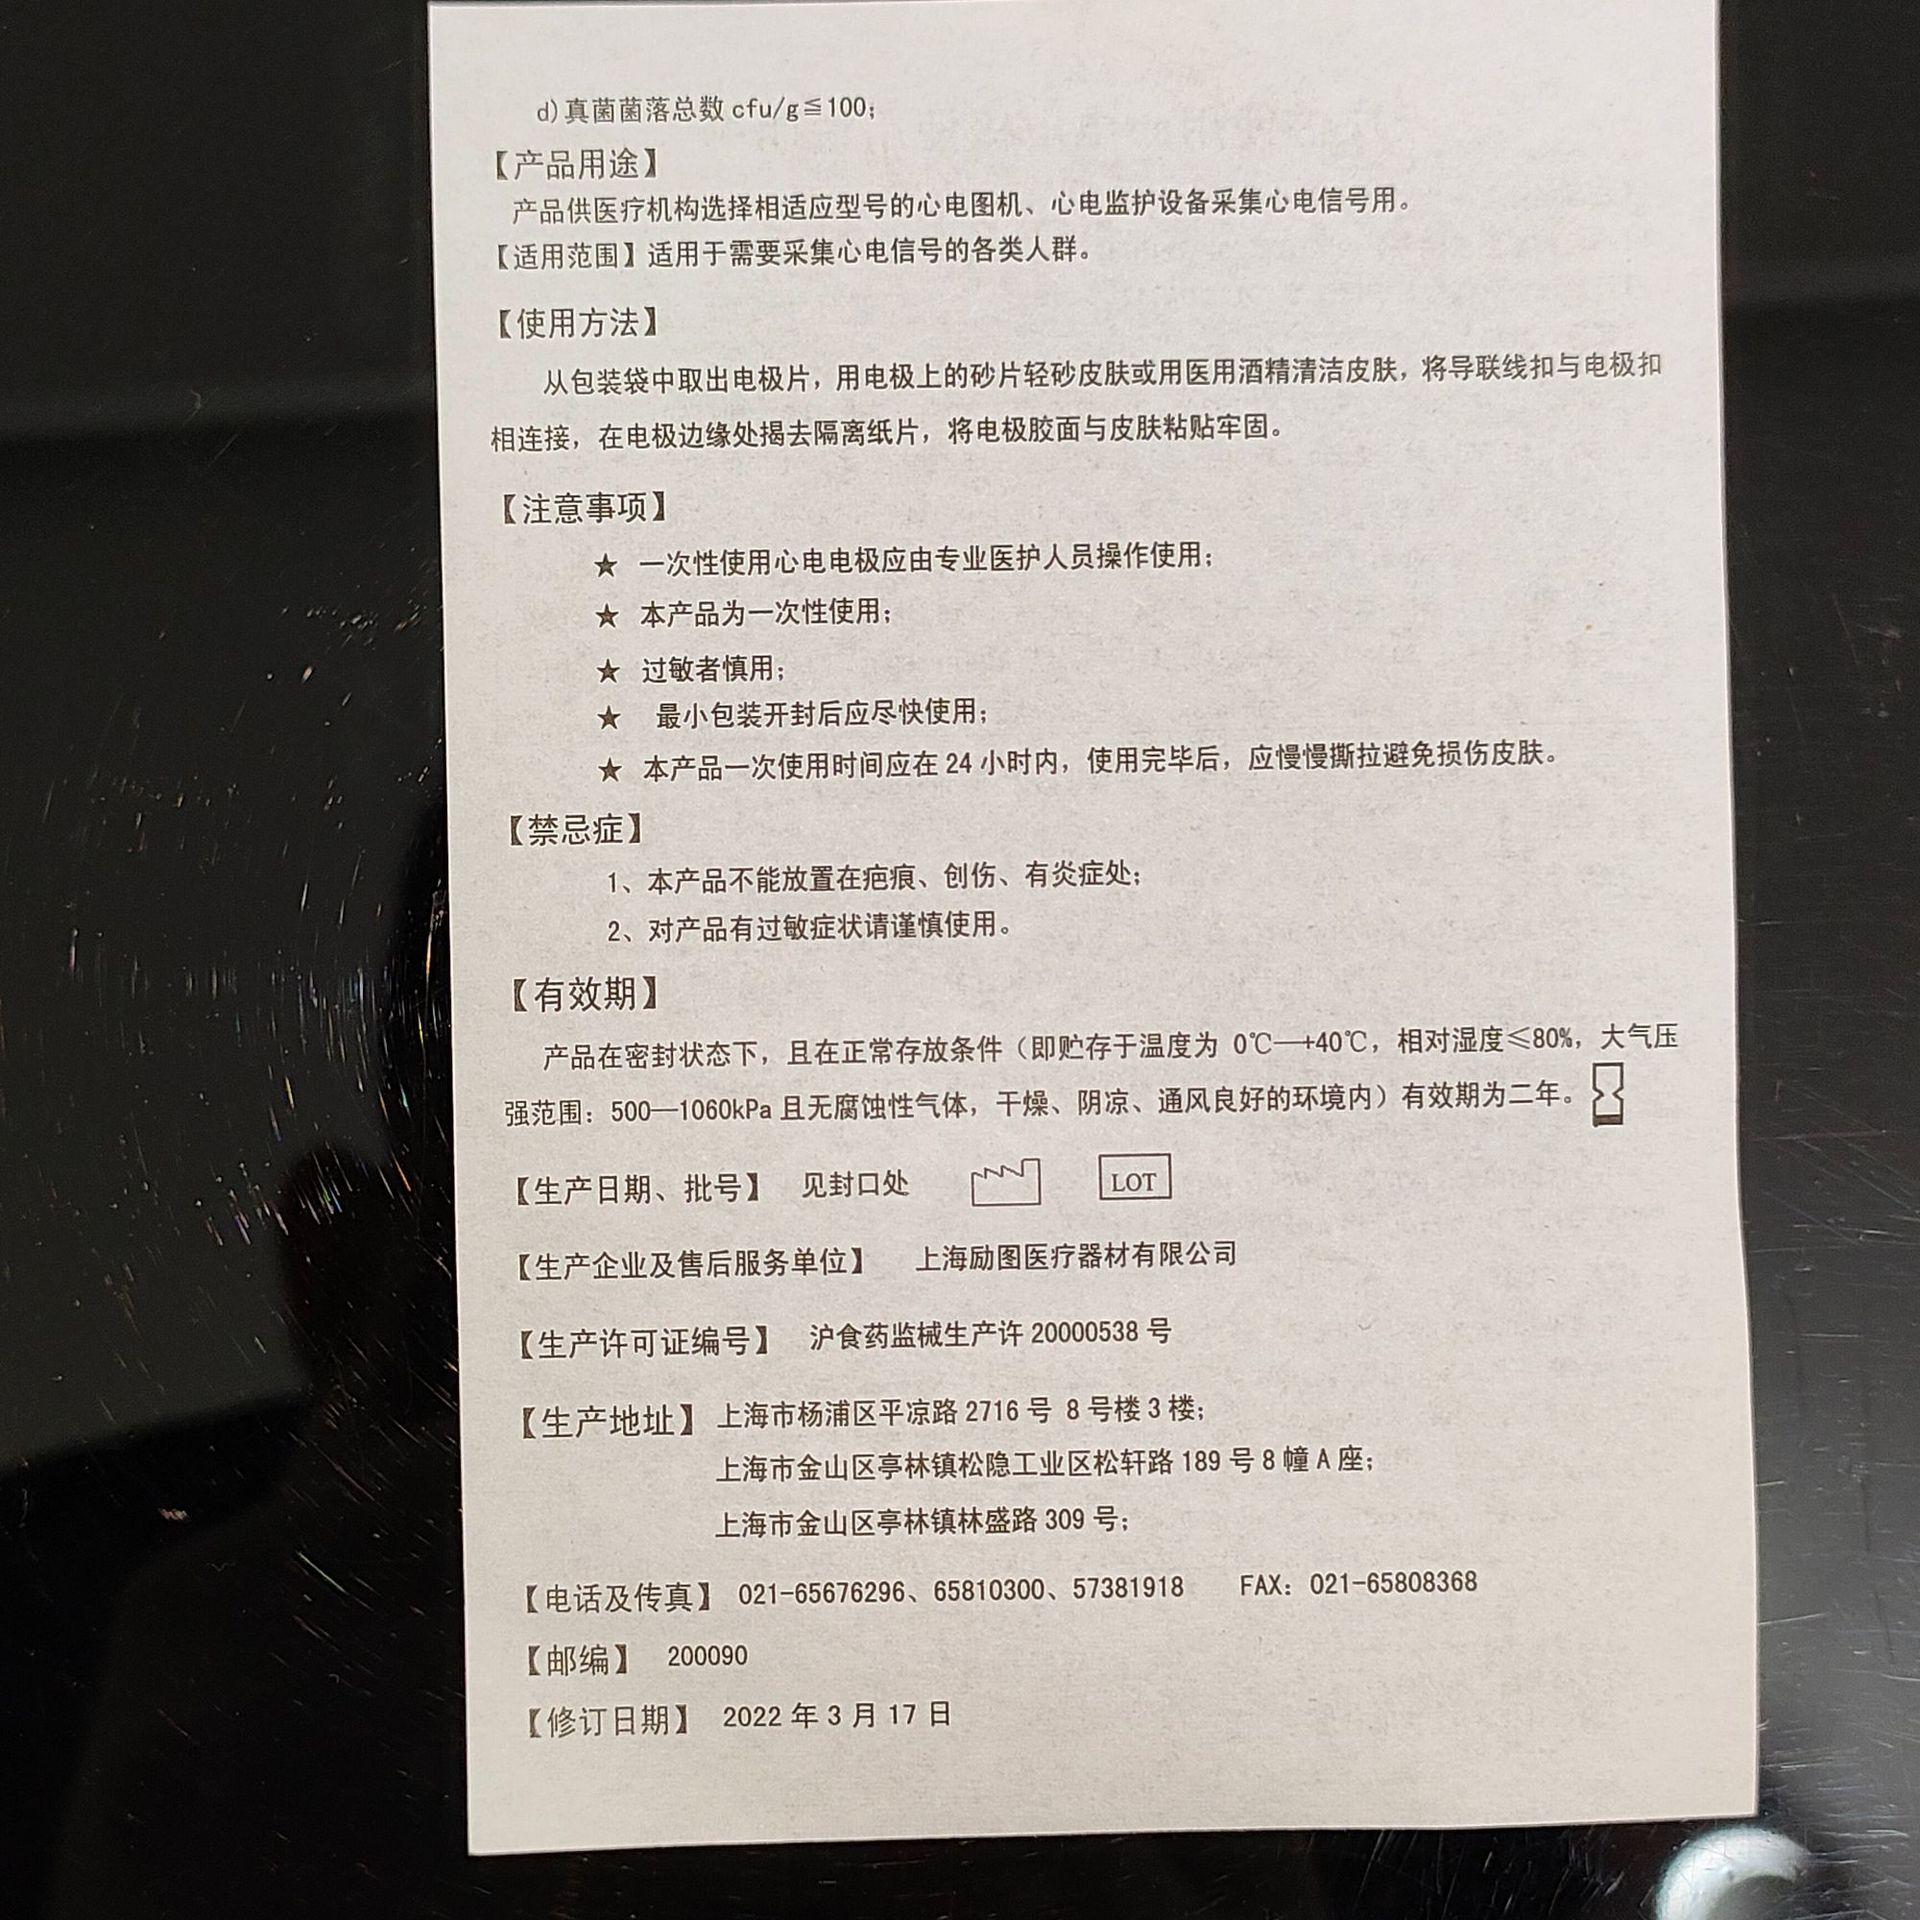 d)真菌菌落总数 cfu/g≦100;
【产品用途】
产品供医疗机构选择相适应型号的心电图机、心电监护设备采集心电信号用。
【适用范围】适用于需要采集心电信号的各类人群。
【使用方法】
从包装袋中取出电极片，用电极上的砂片轻砂皮肤或用医用酒精清洁皮肤，将导联线扣与电极扣
相连接，在电极边缘处揭去隔离纸片，将电极胶面与皮肤粘贴牢固。
【注意事项】
★ 一次性使用心电电极应由专业医护人员操作使用;
★ 本产品为一次性使用;
★ 过敏者慎用;
★ 最小包装开封后应尽快使用;
★ 本产品一次使用时间应在 24 小时内，使用完毕后，应慢慢撕拉避免损伤皮肤。
【禁忌症】
1、本产品不能放置在疤痕、创伤、有炎症处;
2、对产品有过敏症状请谨慎使用。
【有效期】
产品在密封状态下，且在正常存放条件（即贮存于温度为 0℃—+40℃，相对湿度≤80%，大气压
强范围：500—1060kPa 且无腐蚀性气体，干燥、阴凉、通风良好的环境内）有效期为二年。
【生产日期、批号】 见封口处 LOT
【生产企业及售后服务单位】 上海励图医疗器材有限公司
【生产许可证编号】 沪食药监械生产许 20000538 号
【生产地址】上海市杨浦区平凉路 2716 号 8 号楼 3 楼;
上海市金山区亭林镇松隐工业区松轩路 189 号 8 幢 A 座;
上海市金山区亭林镇林盛路 309 号;
【电话及传真】 021-65676296、65810300、57381918 FAX：021-65808368
【邮编】 200090
【修订日期】 2022 年 3 月 17 日